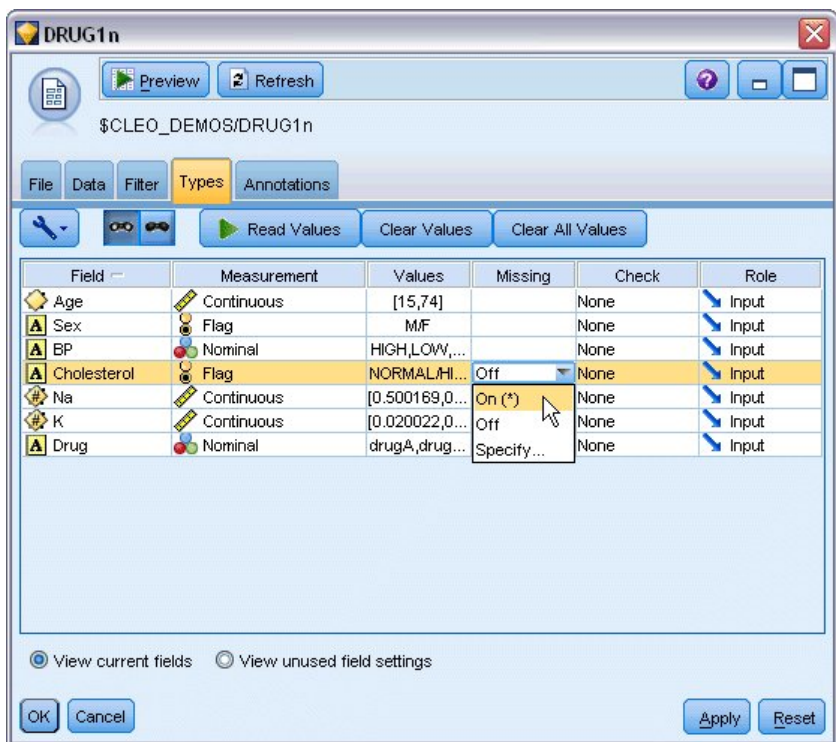 DRUG1n
Preview Refresh
$CLEO_DEMOS/DRUG1n
File Data Filter Types Annotations
Read Values Clear Values Clear All Values
Field Measurement Values Missing Check Role
Age Continuous [15,74] None Input
A Sex Flag M/F None Input
A BP Nominal HIGH,LOW,... None Input
A Cholesterol Flag NORMAL/HI... Off None Input
# Na Continuous [0.500169,0... On (*) None Input
# K Continuous [0.020022,0... Off None Input
A Drug Nominal drugA,drug... Specify... None Input
View current fields View unused field settings
OK Cancel Apply Reset